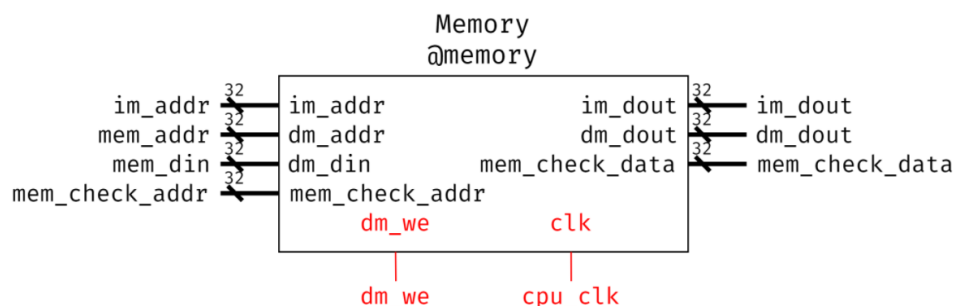 Memory
@memory
32
im_addr im_addr im_dout 32 im_dout
32
mem_addr dm_addr dm_dout 32 dm_dout
32
mem_din dm_din mem_check_data 32 mem_check_data
32
mem_check_addr mem_check_addr
dm_we clk
dm_we cpu_clk